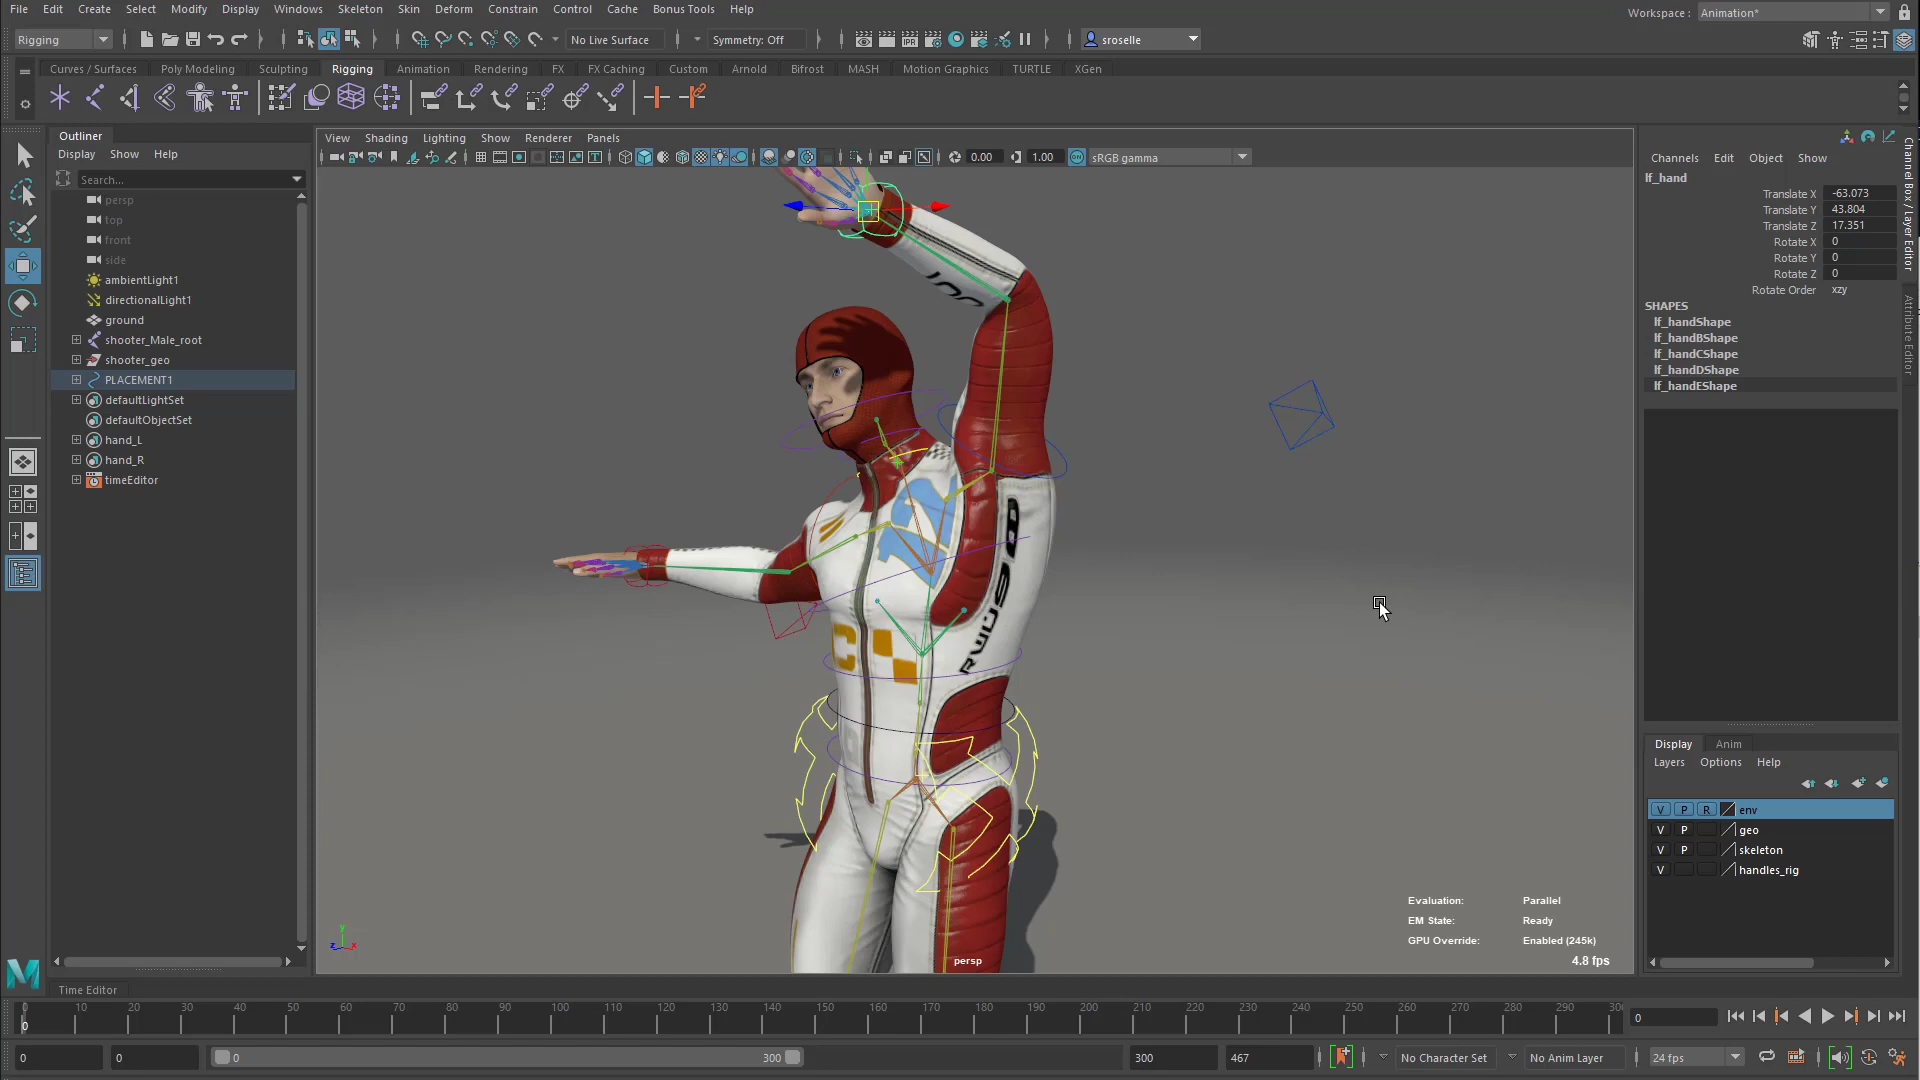 File Edit Create Select Modify Display Windows Skeleton Skin Deform Constrain Control Cache Bonus Tools Help
Workspace : Animation*
Rigging No Live Surface Symmetry: Off sroselle
Curves / Surfaces Poly Modeling Sculpting Rigging Animation Rendering FX FX Caching Custom Arnold Bifrost MASH Motion Graphics TURTLE XGen
Outliner
Display Show Help
Search...
persp
top
front
side
ambientLight1
directionalLight1
ground
shooter_Male_root
shooter_geo
PLACEMENT1
defaultLightSet
defaultObjectSet
hand_L
hand_R
timeEditor
View Shading Lighting Show Renderer Panels
0.00 1.00 sRGB gamma
Evaluation: Parallel
EM State: Ready
GPU Override: Enabled (245k)
persp
4.8 fps
Channels Edit Object Show
lf_hand
Translate X -63.073
Translate Y 43.804
Translate Z 17.351
Rotate X 0
Rotate Y 0
Rotate Z 0
Rotate Order xzy
SHAPES
lf_handShape
lf_handBShape
lf_handCShape
lf_handDShape
lf_handEShape
Channel Box / Layer Editor
Attribute Editor
Display Anim
Layers Options Help
V P R env
V P geo
V P skeleton
V handles_rig
Time Editor
0 10 20 30 40 50 60 70 80 90 100 110 120 130 140 150 160 170 180 190 200 210 220 230 240 250 260 270 280 290
0 0
0 0 0 300 300 467 No Character Set No Anim Layer 24 fps